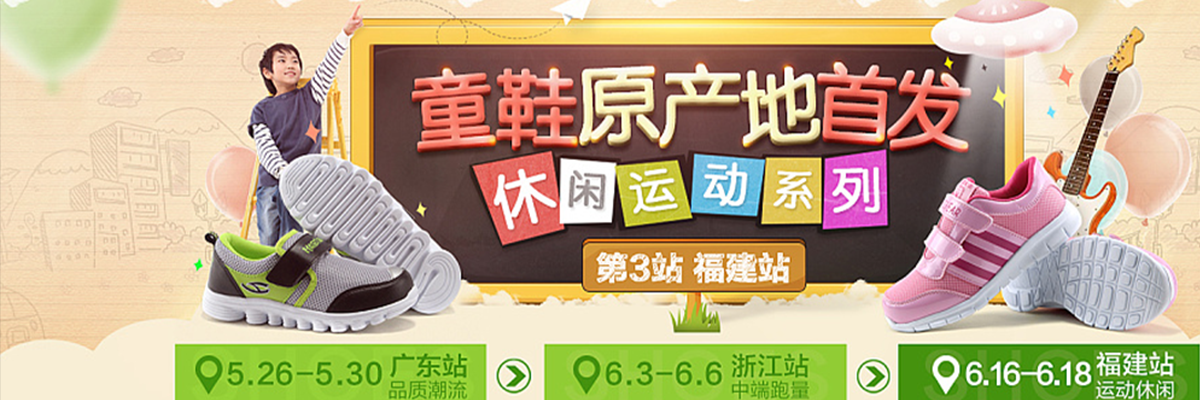 童鞋原产地首发
休闲运动系列
第3站 福建站
5.26-5.30 广东站
品质潮流
6.3-6.6 浙江站
中端跑量
6.16-6.18 福建站
运动休闲